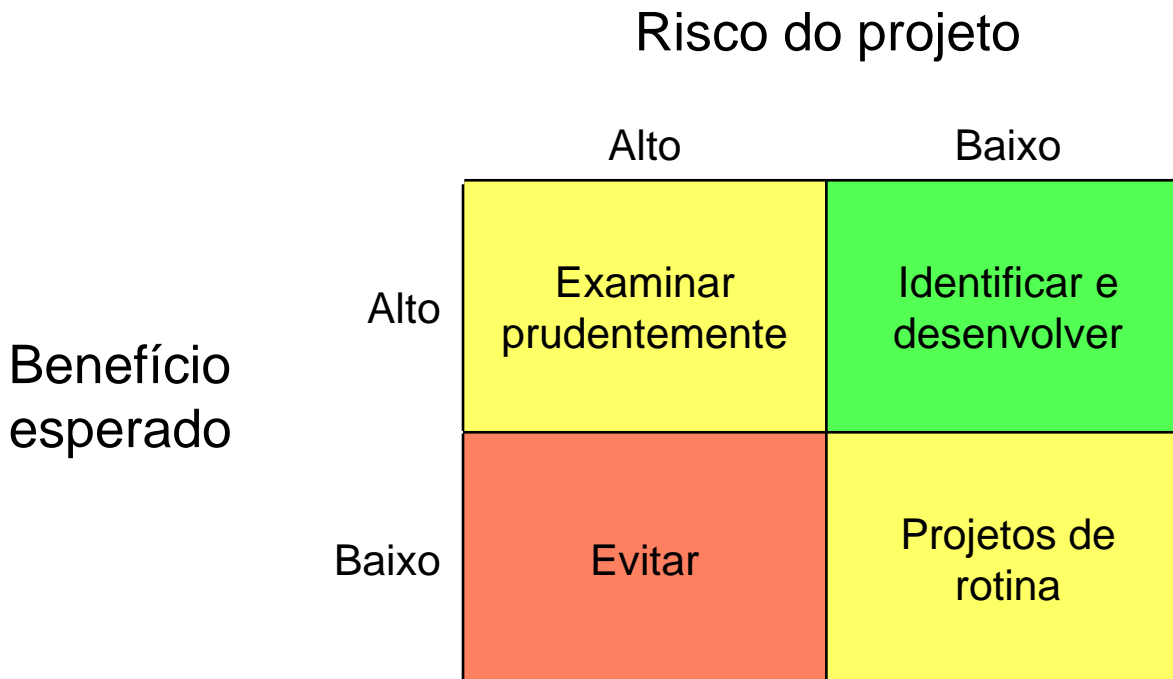 Risco do projeto
Alto
Baixo
Alto
Examinar
prudentemente
Identificar e
desenvolver
Benefício
esperado
Baixo
Evitar
Projetos de
rotina